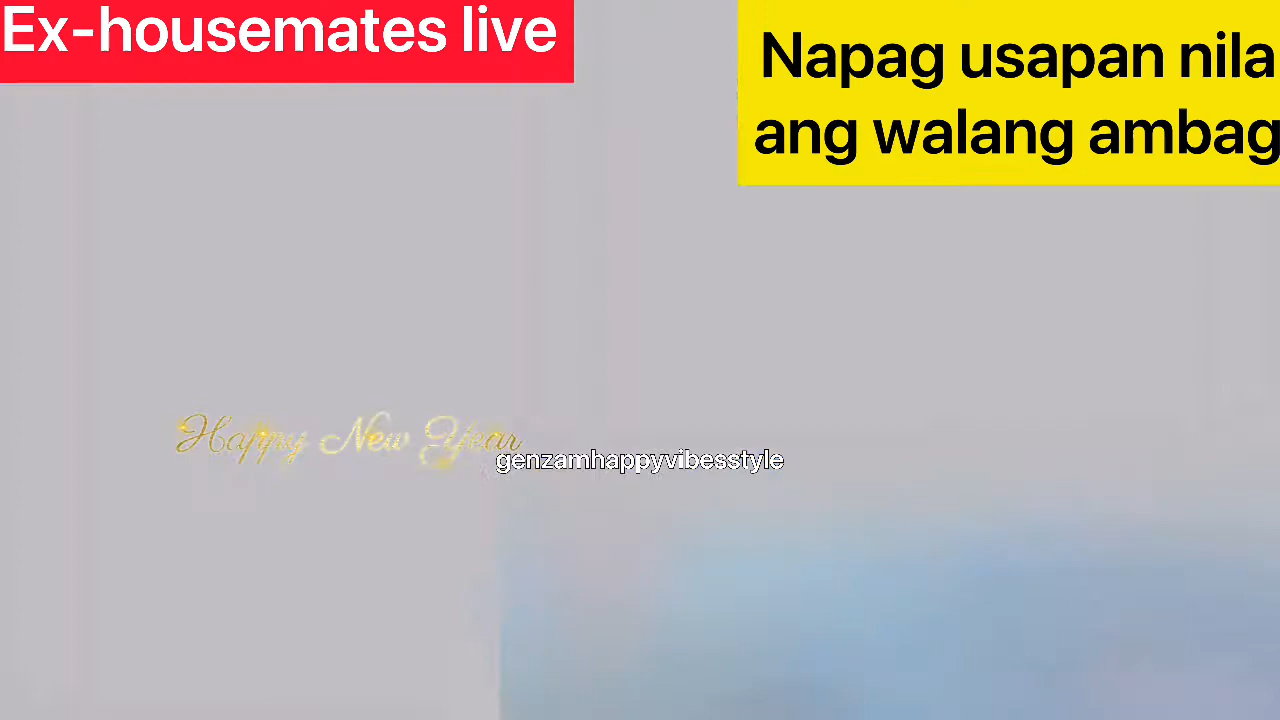 Ex-housemates live
Napag usapan nila
ang walang ambag
Happy New Year
genzamhappyvibesstyle